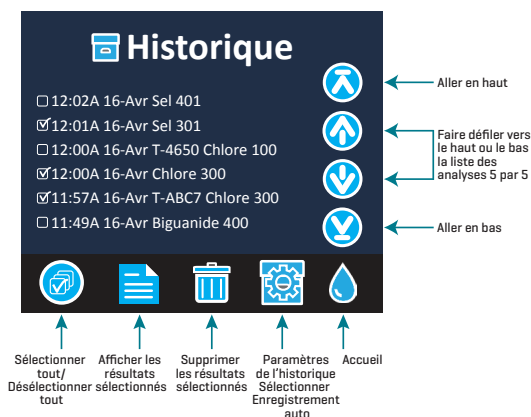 Historique
12:02A 16-Avr Sel 401
12:01A 16-Avr Sel 301
12:00A 16-Avr T-4650 Chlore 100
12:00A 16-Avr Chlore 300
11:57A 16-Avr T-ABC7 Chlore 300
11:49A 16-Avr Biguanide 400
Aller en haut
Faire défiler vers
le haut ou le bas
la liste des
analyses 5 par 5
Aller en bas
Sélectionner
tout/
Désélectionner
tout
Afficher les
résultats
sélectionnés
Supprimer
les résultats
sélectionnés
Paramètres
de l'historique
Sélectionner
Enregistrement
auto
Accueil